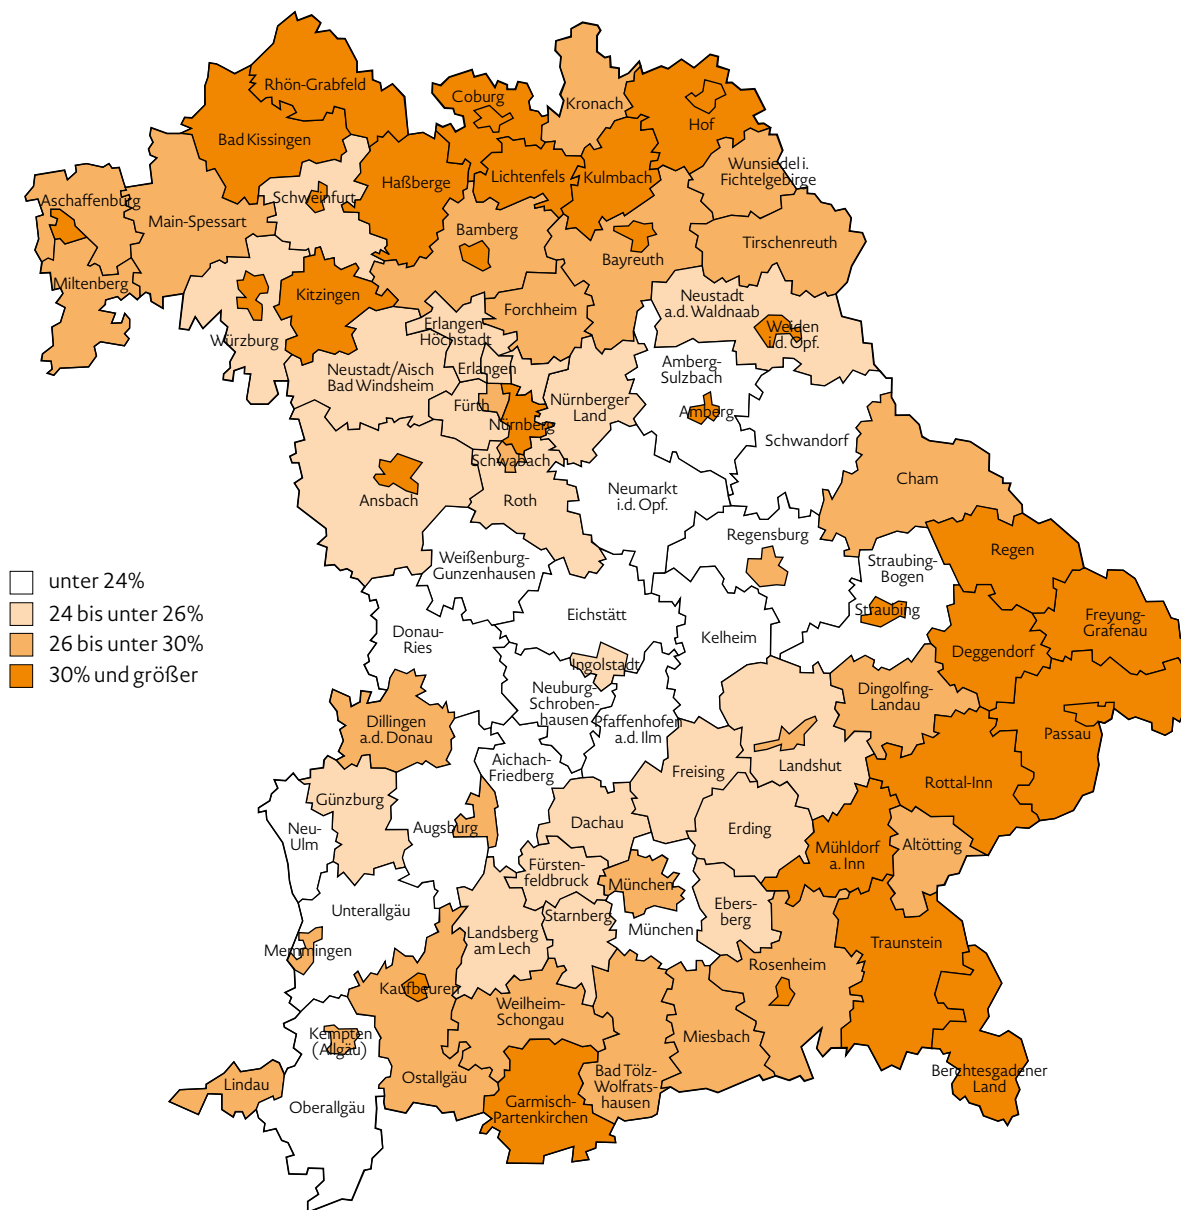 Rhön-Grabfeld
Coburg
Kronach
Hof
Bad Kissingen
Wunsiedel i.
Fichtelgebirge
Lichtenfels
Kulmbach
Haßberge
Schweinfurt
Aschaffenburg
Main-Spessart
Bamberg
Bayreuth
Tirschenreuth
Miltenberg
Kitzingen
Neustadt
a.d. Waldnaab
Forchheim
Weiden
i.d. Opf.
Erlangen-
Höchstadt
Würzburg
Amberg-
Sulzbach
Neustadt/Aisch
Bad Windsheim
Erlangen
Fürth
Nürnberger
Land
Amberg
Nürnberg
Schwandorf
Schwabach
Cham
Ansbach
Roth
Neumarkt
i.d. Opf.
Regensburg
Regen
Weißenburg-
Gunzenhausen
Straubing-
Bogen
unter 24%
24 bis unter 26%
26 bis unter 30%
30% und größer
Straubing
Eichstätt
Freyung-
Grafenau
Donau-
Ries
Kelheim
Deggendorf
Ingolstadt
Neuburg-
Schroben-
hausen
Dingolfing-
Landau
Dillingen
a.d. Donau
Pfaffenhofen
a.d. Ilm
Passau
Aichach-
Friedberg
Freising
Landshut
Rottal-Inn
Günzburg
Neu-
Ulm
Augsburg
Dachau
Erding
Mühldorf
a. Inn
Altötting
Fürsten-
feldbruck
München
Unterallgäu
Landsberg
am Lech
Starnberg
München
Ebers-
berg
Traunstein
Memmingen
Rosenheim
Kaufbeuren
Weilheim-
Schongau
Kempten
(Allgäu)
Miesbach
Lindau
Ostallgäu
Bad Tölz-
Wolfrats-
hausen
Berchtesgadener
Land
Oberallgäu
Garmisch-
Partenkirchen